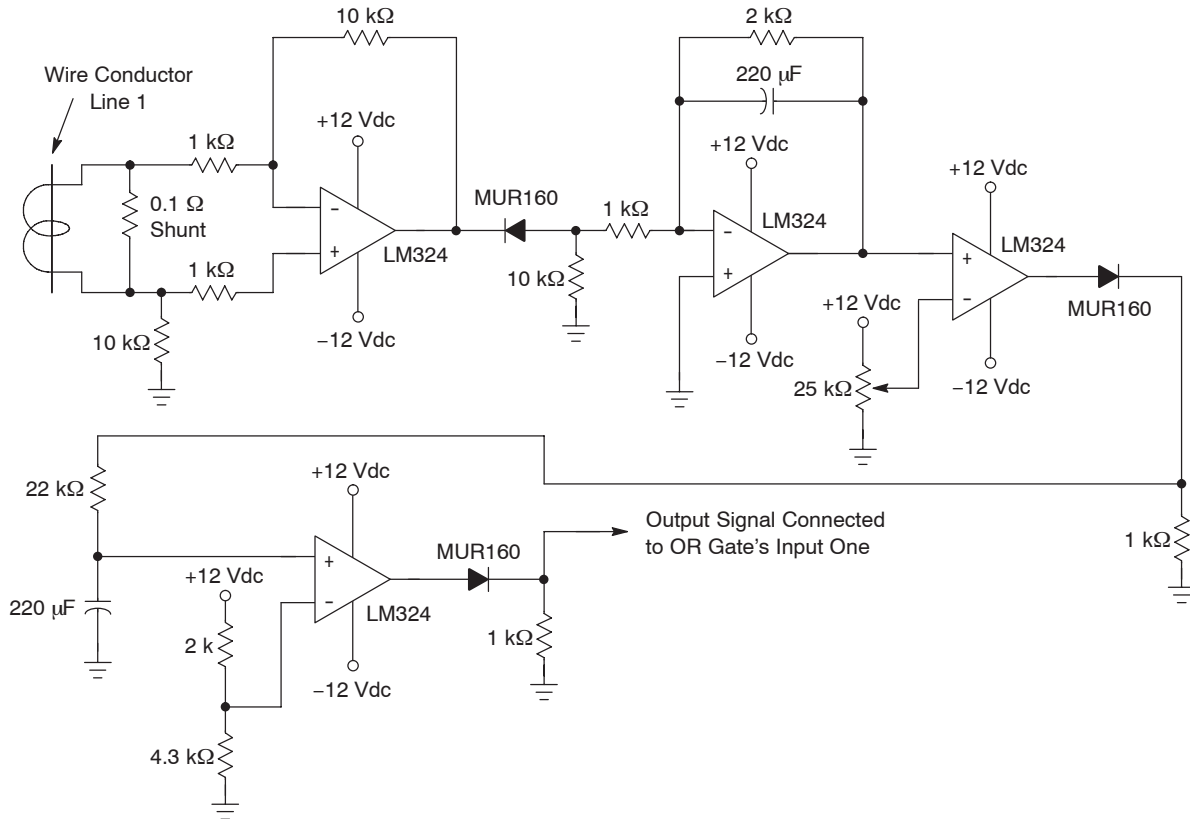 10 kΩ
2 kΩ
Wire Conductor
Line 1
220 μF
+12 Vdc
+12 Vdc
1 kΩ
+12 Vdc
0.1 Ω
Shunt
MUR160
1 kΩ
−
+
LM324
−
+
LM324
+
−
LM324
1 kΩ
10 kΩ
MUR160
+12 Vdc
10 kΩ
−12 Vdc
−12 Vdc
25 kΩ
−12 Vdc
+12 Vdc
22 kΩ
Output Signal Connected
to OR Gate's Input One
1 kΩ
MUR160
+
−
LM324
+12 Vdc
220 μF
2 k
1 kΩ
−12 Vdc
4.3 kΩ